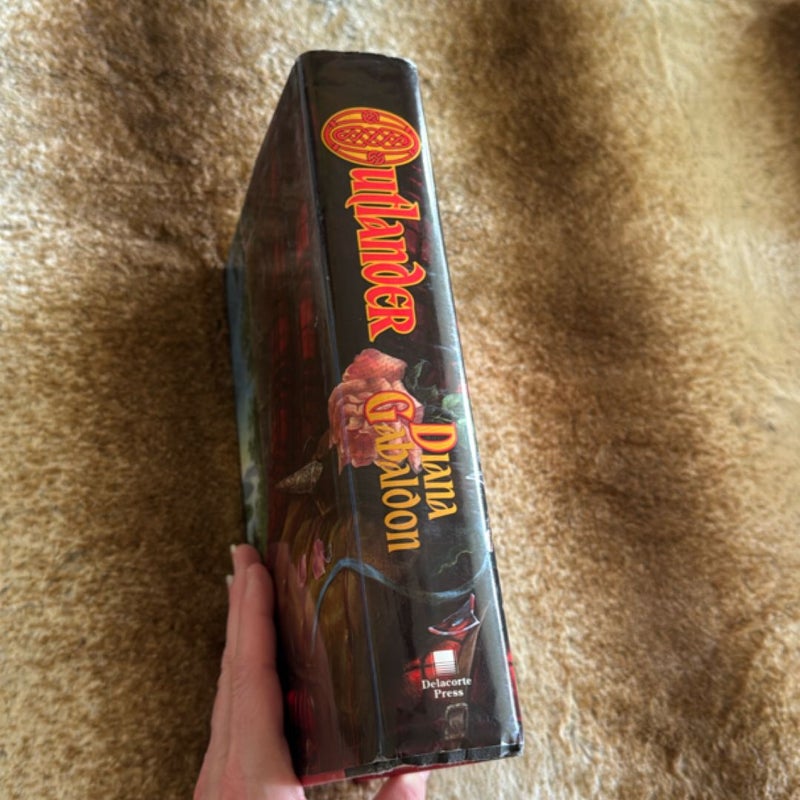 Outlander
Diana
Gabaldon
Delacorte
Press